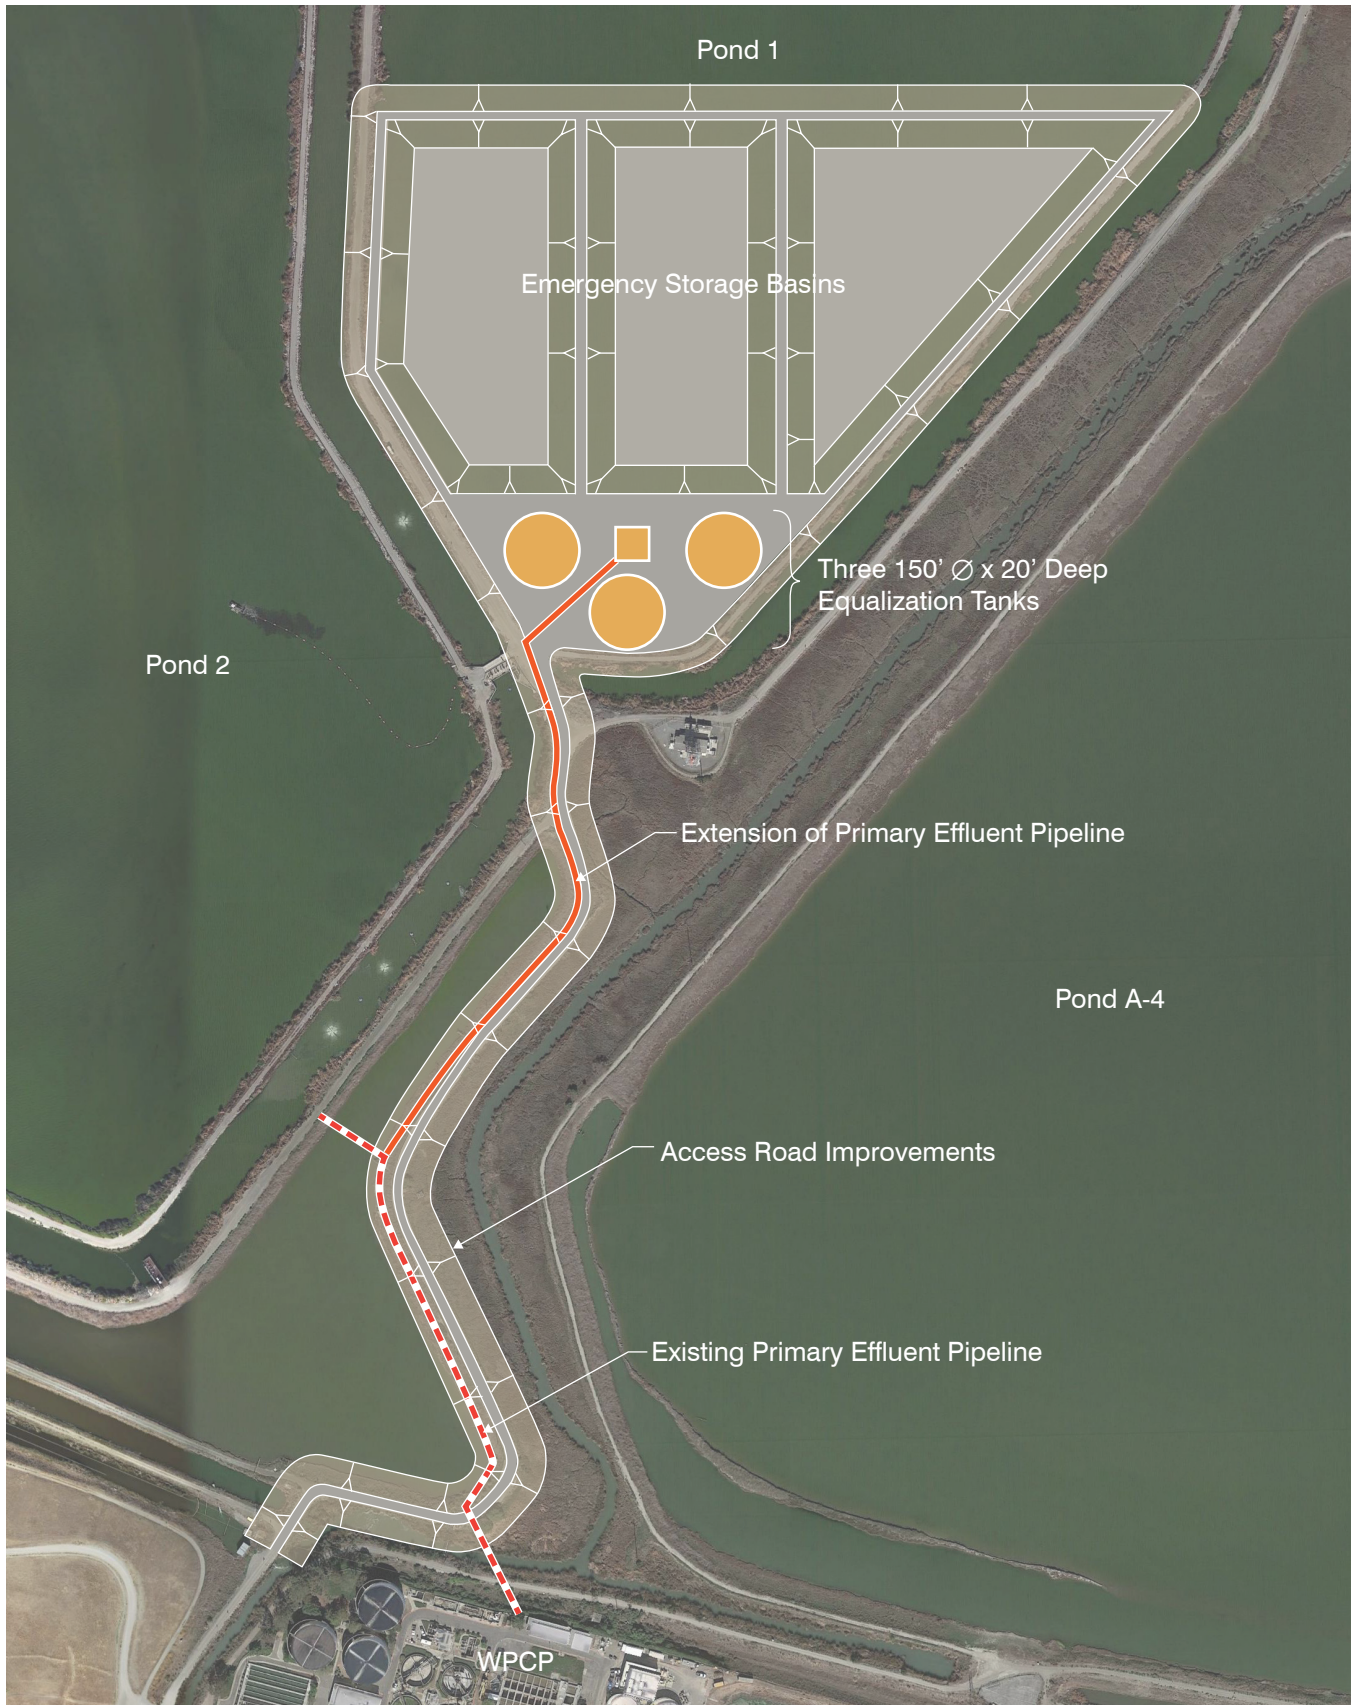 Pond 1
Emergency Storage Basins
Three 150’ Ø x 20’ Deep
Equalization Tanks
Pond 2
Extension of Primary Effluent Pipeline
Pond A-4
Access Road Improvements
Existing Primary Effluent Pipeline
WPCP